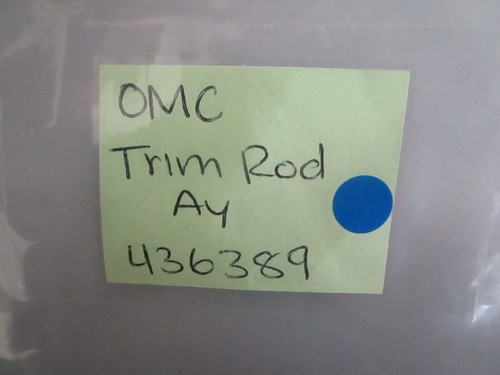 OMC
Trim Rod
Ay
436389